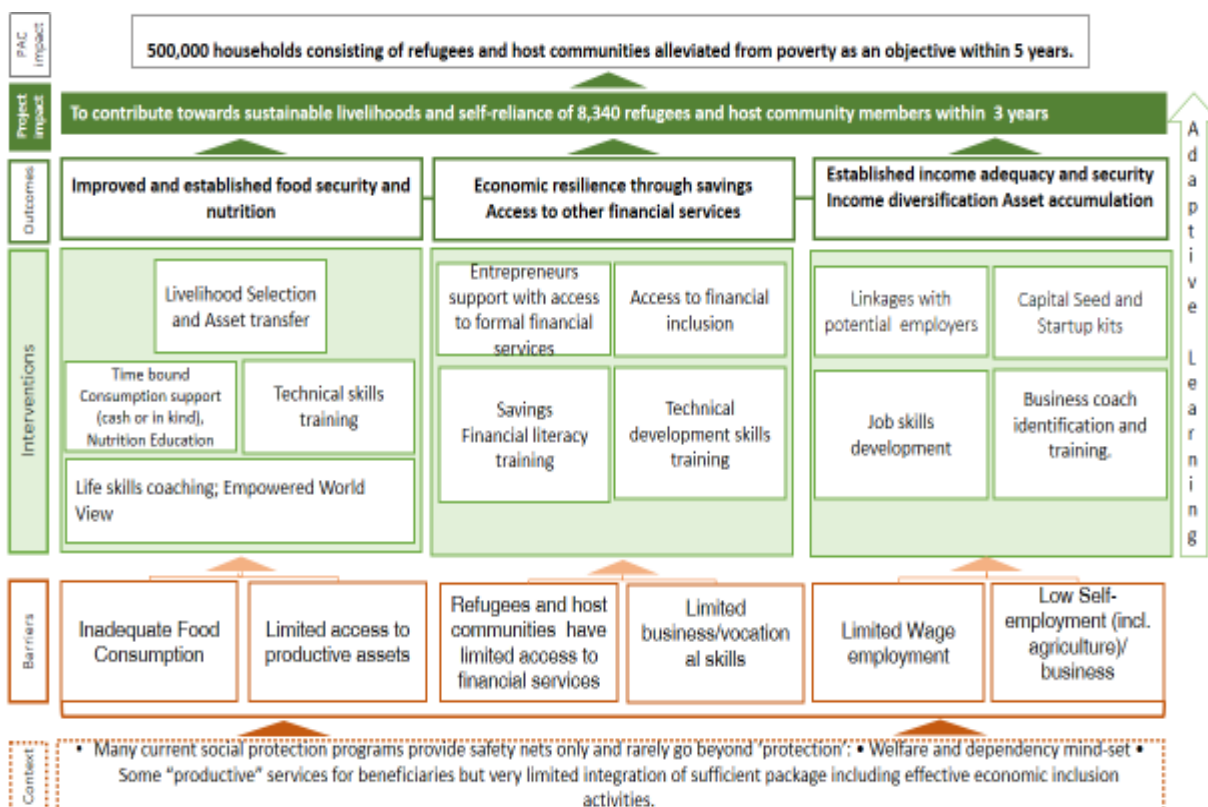 PAC
impact
500,000 households consisting of refugees and host communities alleviated from poverty as an objective within 5 years.
Project
impact
To contribute towards sustainable livelihoods and self-reliance of 8,340 refugees and host community members within 3 years
Outcomes
Improved and established food security and
nutrition
Economic resilience through savings
Access to other financial services
Established income adequacy and security
Income diversification Asset accumulation
Interventions
Livelihood Selection
and Asset transfer
Time bound
Consumption support
(cash or in kind),
Nutrition Education
Technical skills
training
Life skills coaching; Empowered World
View
Entrepreneurs
support with access
to formal financial
services
Access to financial
inclusion
Savings
Financial literacy
training
Technical
development skills
training
Linkages with
potential employers
Capital Seed and
Startup kits
Job skills
development
Business coach
identification and
training.
Adaptive Learning
Barriers
Inadequate Food
Consumption
Limited access to
productive assets
Refugees and host
communities have
limited access to
financial services
Limited
business/vocation
al skills
Limited Wage
employment
Low Self-
employment (incl.
agriculture)/
business
Context
• Many current social protection programs provide safety nets only and rarely go beyond 'protection': • Welfare and dependency mind-set •
Some "productive" services for beneficiaries but very limited integration of sufficient package including effective economic inclusion
activities.